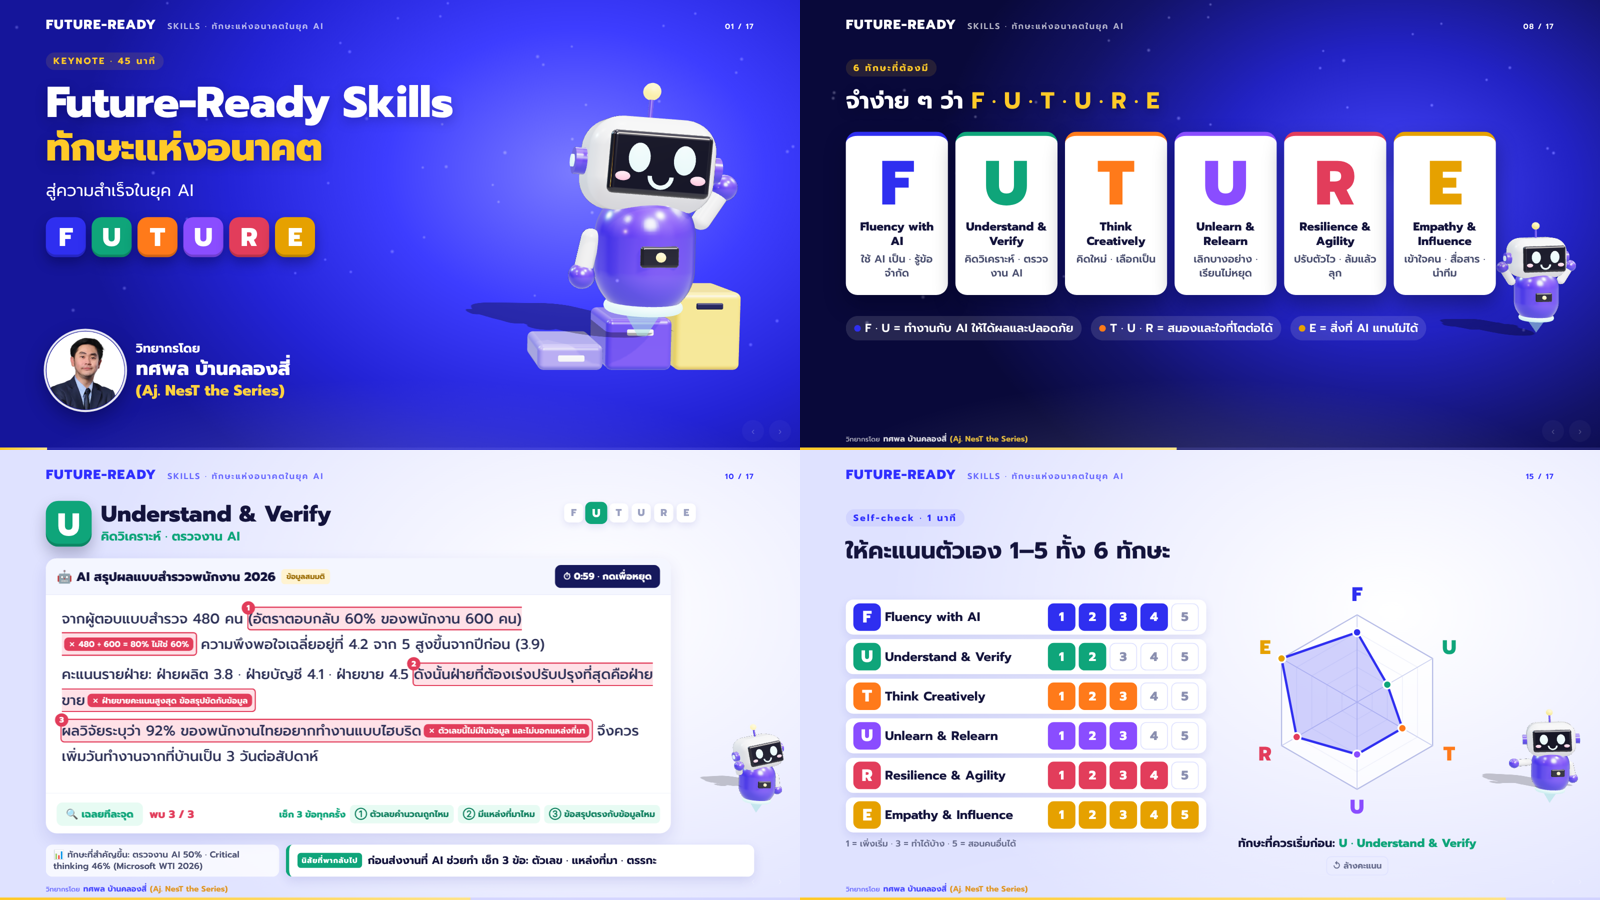 FUTURE-READY SKILLS · ทักษะแห่งอนาคตในยุค AI
01 / 17
KEYNOTE · 45 นาที
Future-Ready Skills
ทักษะแห่งอนาคต
สู่ความสำเร็จในยุค AI
F U T U R E
วิทยากรโดย
ทศพล บ้านคลองสี่
(Aj. NesT the Series)
FUTURE-READY SKILLS · ทักษะแห่งอนาคตในยุค AI
08 / 17
6 ทักษะที่ต้องมี
จำง่าย ๆ ว่า F · U · T · U · R · E
F
Fluency with
AI
ใช้ AI เป็น · รู้ข้อ
จำกัด
U
Understand &
Verify
คิดวิเคราะห์ · ตรวจ
งาน AI
T
Think
Creatively
คิดใหม่ · เลือกเป็น
U
Unlearn &
Relearn
เลิกบางอย่าง ·
เรียนไม่หยุด
R
Resilience &
Agility
ปรับตัวไว · ล้มแล้ว
ลุก
E
Empathy &
Influence
เข้าใจคน · สื่อสาร ·
นำทีม
F · U = ทำงานกับ AI ให้ได้ผลและปลอดภัย
T · U · R = สมองและใจที่โตต่อได้
E = สิ่งที่ AI แทนไม่ได้
วิทยากรโดย ทศพล บ้านคลองสี่ (Aj. NesT the Series)
FUTURE-READY SKILLS · ทักษะแห่งอนาคตในยุค AI
10 / 17
U
Understand & Verify
คิดวิเคราะห์ · ตรวจงาน AI
F U T U R E
🤖 AI สรุปผลแบบสำรวจพนักงาน 2026 ข้อมูลสมมติ
⏱ 0:59 · กดเพื่อหยุด
จากผู้ตอบแบบสำรวจ 480 คน 1 (อัตราตอบกลับ 60% ของพนักงาน 600 คน)
× 480 ÷ 600 = 80% ไม่ใช่ 60% ความพึงพอใจเฉลี่ยอยู่ที่ 4.2 จาก 5 สูงขึ้นจากปีก่อน (3.9)
คะแนนรายฝ่าย: ฝ่ายผลิต 3.8 · ฝ่ายบัญชี 4.1 · ฝ่ายขาย 4.5 2 ดังนั้นฝ่ายที่ต้องเร่งปรับปรุงที่สุดคือฝ่าย
ขาย × ฝ่ายขายคะแนนสูงสุด ข้อสรุปขัดกับข้อมูล
3 ผลวิจัยระบุว่า 92% ของพนักงานไทยอยากทำงานแบบไฮบริด × ตัวเลขนี้ไม่มีในข้อมูล และไม่บอกแหล่งที่มา จึงควร
เพิ่มวันทำงานจากที่บ้านเป็น 3 วันต่อสัปดาห์
🔍 เฉลยทีละจุด พบ 3 / 3
เช็ก 3 ข้อทุกครั้ง ① ตัวเลขคำนวณถูกไหม ② มีแหล่งที่มาไหม ③ ข้อสรุปตรงกับข้อมูลไหม
📊 ทักษะที่สำคัญขึ้น: ตรวจงาน AI 50% · Critical
thinking 46% (Microsoft WTI 2026)
นิสัยที่พากลับไป ก่อนส่งงานที่ AI ช่วยทำ เช็ก 3 ข้อ: ตัวเลข · แหล่งที่มา · ตรรกะ
วิทยากรโดย ทศพล บ้านคลองสี่ (Aj. NesT the Series)
FUTURE-READY SKILLS · ทักษะแห่งอนาคตในยุค AI
15 / 17
Self-check · 1 นาที
ให้คะแนนตัวเอง 1–5 ทั้ง 6 ทักษะ
F Fluency with AI 1 2 3 4 5
U Understand & Verify 1 2 3 4 5
T Think Creatively 1 2 3 4 5
U Unlearn & Relearn 1 2 3 4 5
R Resilience & Agility 1 2 3 4 5
E Empathy & Influence 1 2 3 4 5
1 = เพิ่งเริ่ม · 3 = ทำได้บ้าง · 5 = สอนคนอื่นได้
F
E
U
R
T
U
ทักษะที่ควรเริ่มก่อน: U · Understand & Verify
↺ ล้างคะแนน
วิทยากรโดย ทศพล บ้านคลองสี่ (Aj. NesT the Series)